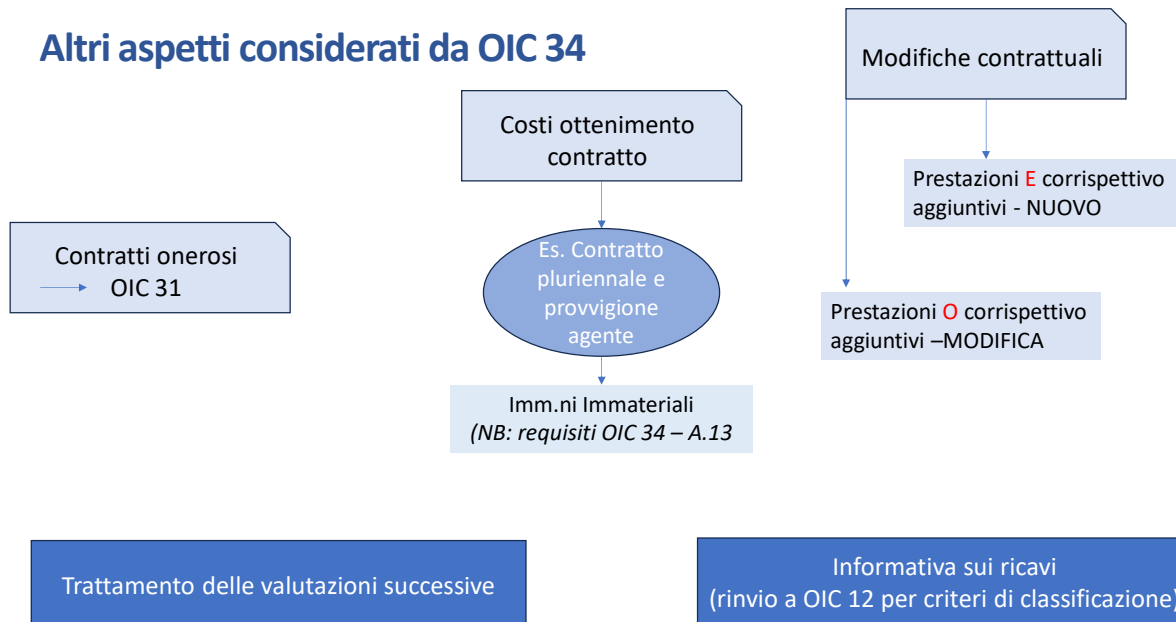 Altri aspetti considerati da OIC 34
Contratti onerosi
OIC 31
Costi ottenimento
contratto
Es. Contratto
pluriennale e
provvigione
agente
Imm.ni Immateriali
(NB: requisiti OIC 34 – A.13
Modifiche contrattuali
Prestazioni E corrispettivo
aggiuntivi - NUOVO
Prestazioni O corrispettivo
aggiuntivi –MODIFICA
Trattamento delle valutazioni successive
Informativa sui ricavi
(rinvio a OIC 12 per criteri di classificazione)